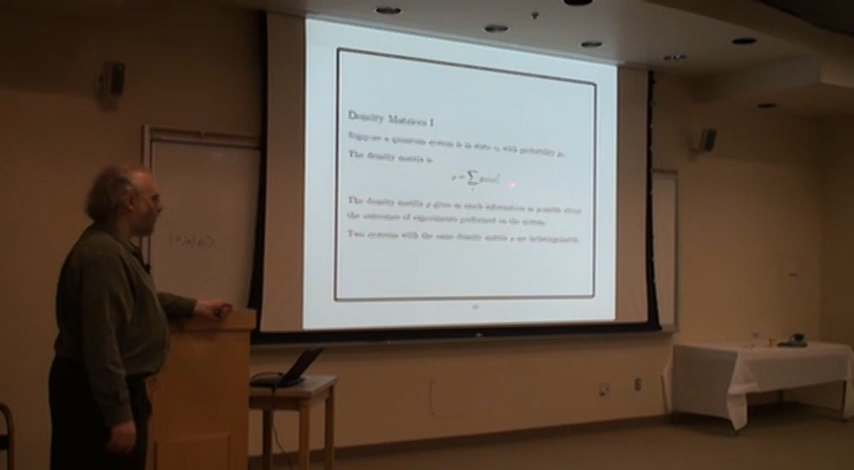 Density Matrices I
Suppose a quantum system is in state with probability
The density matrix is
The density matrix ρ gives as much information as possible about
the outcomes of experiments performed on the system.
Two systems with the same density matrix ρ are indistinguishable.